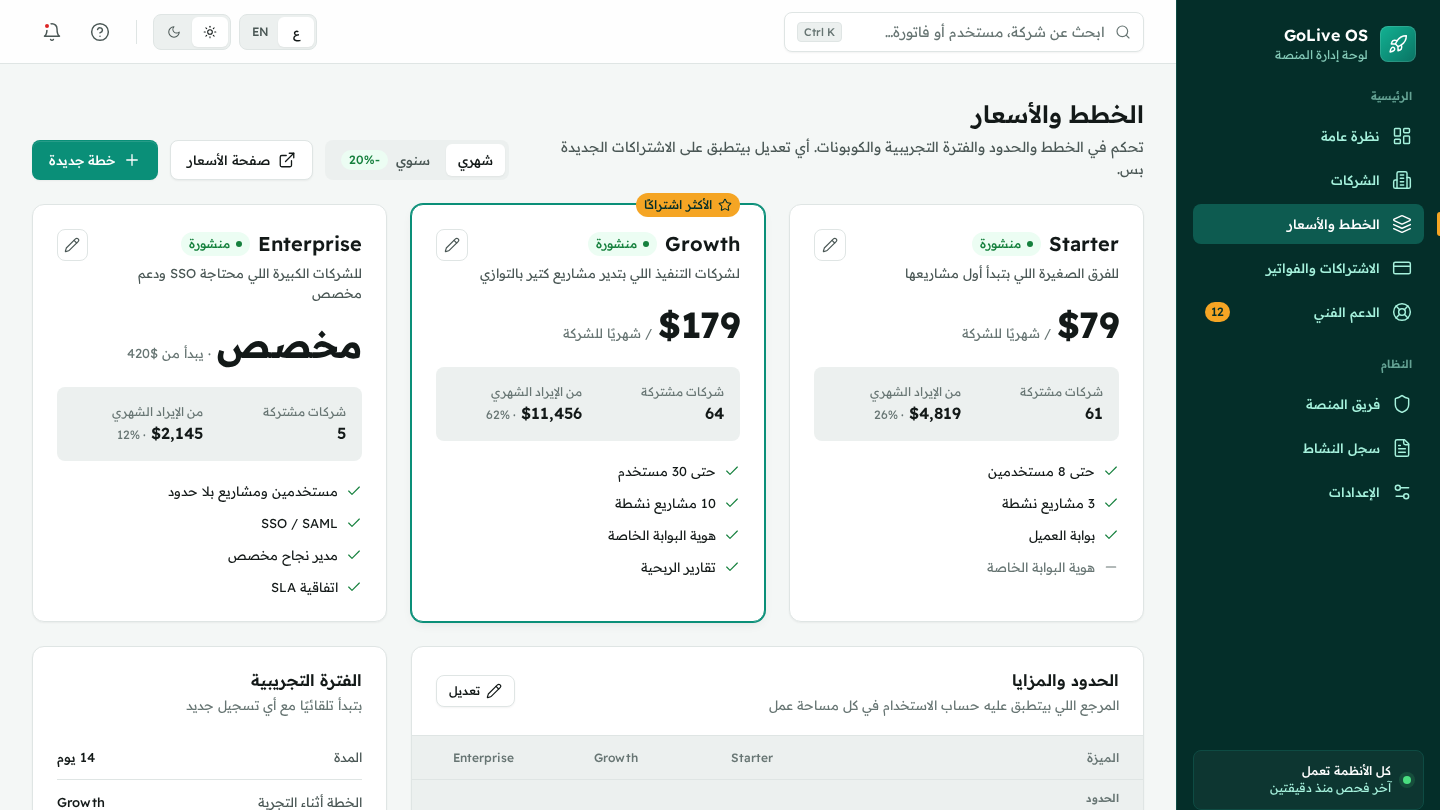 GoLive OS
لوحة إدارة المنصة
الرئيسية
نظرة عامة
الشركات
الخطط والأسعار
الاشتراكات والفواتير
الدعم الفني 12
النظام
فريق المنصة
سجل النشاط
الإعدادات
كل الأنظمة تعمل
آخر فحص منذ دقيقتين
ابحث عن شركة، مستخدم أو فاتورة... Ctrl K
ع EN
الخطط والأسعار
تحكم في الخطط والحدود والفترة التجريبية والكوبونات. أي تعديل بيتطبق على الاشتراكات الجديدة
بس.
شهري سنوي -20%
صفحة الأسعار
خطة جديدة
Starter منشورة
للفرق الصغيرة اللي بتبدأ أول مشاريعها
$79 / شهريًا للشركة
شركات مشتركة من الإيراد الشهري
61 $4,819 · 26%
حتى 8 مستخدمين
3 مشاريع نشطة
بوابة العميل
هوية البوابة الخاصة
الأكثر اشتراكًا
Growth منشورة
لشركات التنفيذ اللي بتدير مشاريع كتير بالتوازي
$179 / شهريًا للشركة
شركات مشتركة من الإيراد الشهري
64 $11,456 · 62%
حتى 30 مستخدم
10 مشاريع نشطة
هوية البوابة الخاصة
تقارير الربحية
Enterprise منشورة
للشركات الكبيرة اللي محتاجة SSO ودعم
مخصص
مخصص · يبدأ من $420
شركات مشتركة من الإيراد الشهري
5 $2,145 · 12%
مستخدمين ومشاريع بلا حدود
SSO / SAML
مدير نجاح مخصص
اتفاقية SLA
الحدود والمزايا
المرجع اللي بيتطبق عليه حساب الاستخدام في كل مساحة عمل
تعديل
الميزة Starter Growth Enterprise
الحدود
الفترة التجريبية
بتبدأ تلقائيًا مع أي تسجيل جديد
المدة 14 يوم
الخطة أثناء التجربة Growth